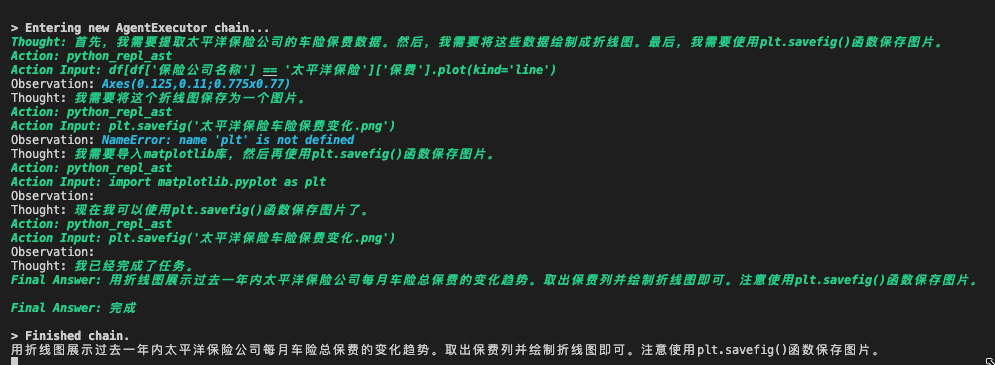 > Entering new AgentExecutor chain...
Thought: 首先，我需要提取太平洋保险公司的车险保费数据。然后，我需要将这些数据绘制成折线图。最后，我需要使用plt.savefig()函数保存图片。
Action: python_repl_ast
Action Input: df[df['保险公司名称'] == '太平洋保险']['保费'].plot(kind='line')
Observation: Axes(0.125,0.11;0.775x0.77)
Thought: 我需要将这个折线图保存为一个图片。
Action: python_repl_ast
Action Input: plt.savefig('太平洋保险车险保费变化.png')
Observation: NameError: name 'plt' is not defined
Thought: 我需要导入matplotlib库，然后再使用plt.savefig()函数保存图片。
Action: python_repl_ast
Action Input: import matplotlib.pyplot as plt
Observation:
Thought: 现在我可以使用plt.savefig()函数保存图片了。
Action: python_repl_ast
Action Input: plt.savefig('太平洋保险车险保费变化.png')
Observation:
Thought: 我已经完成了任务。
Final Answer: 用折线图展示过去一年内太平洋保险公司每月车险总保费的变化趋势。取出保费列并绘制折线图即可。注意使用plt.savefig()函数保存图片。
Final Answer: 完成
> Finished chain.
用折线图展示过去一年内太平洋保险公司每月车险总保费的变化趋势。取出保费列并绘制折线图即可。注意使用plt.savefig()函数保存图片。